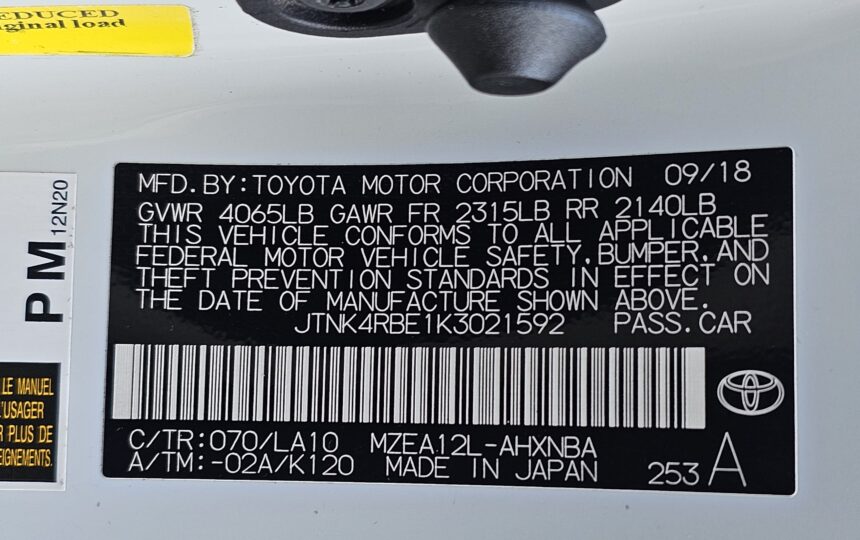 EDUCED
ginal load
PM 12N20
LE MANUEL
'USAGER
R PLUS DE
EIGNEMENTS.
MFD.BY:TOYOTA MOTOR CORPORATION 09/18
GVWR 4065LB GAWR FR 2315LB RR 2140LB
THIS VEHICLE CONFORMS TO ALL APPLICABLE
FEDERAL MOTOR VEHICLE SAFETY,BUMPER,AND
THEFT PREVENTION STANDARDS IN EFFECT ON
THE DATE OF MANUFACTURE SHOWN ABOVE.
JTNK4RBE1K3021592 PASS.CAR
C/TR:070/LA10 MZEA12L-AHXNBA
A/TM:-02A/K120 MADE IN JAPAN 253 A